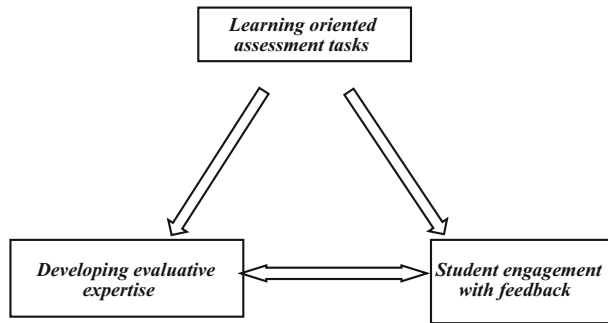 Learning oriented
assessment tasks
Developing evaluative
expertise
Student engagement
with feedback